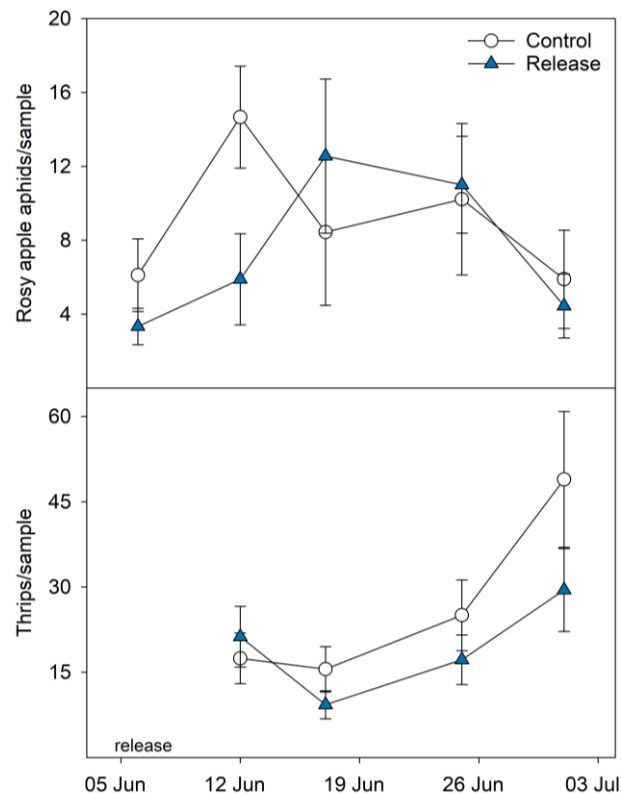 20
Control
Release
16
12
8
4
Rosy apple aphids/sample
60
45
30
15
Thrips/sample
release
05 Jun 12 Jun 19 Jun 26 Jun 03 Jul